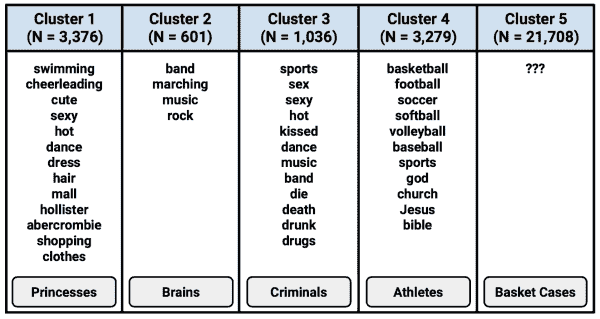 Cluster 1
(N = 3,376)
swimming
cheerleading
cute
sexy
hot
dance
dress
hair
mall
hollister
abercrombie
shopping
clothes
Princesses
Cluster 2
(N = 601)
band
marching
music
rock
Brains
Cluster 3
(N = 1,036)
sports
sex
sexy
hot
kissed
dance
music
band
die
death
drunk
drugs
Criminals
Cluster 4
(N = 3,279)
basketball
football
soccer
softball
volleyball
baseball
sports
god
church
Jesus
bible
Athletes
Cluster 5
(N = 21,708)
???
Basket Cases